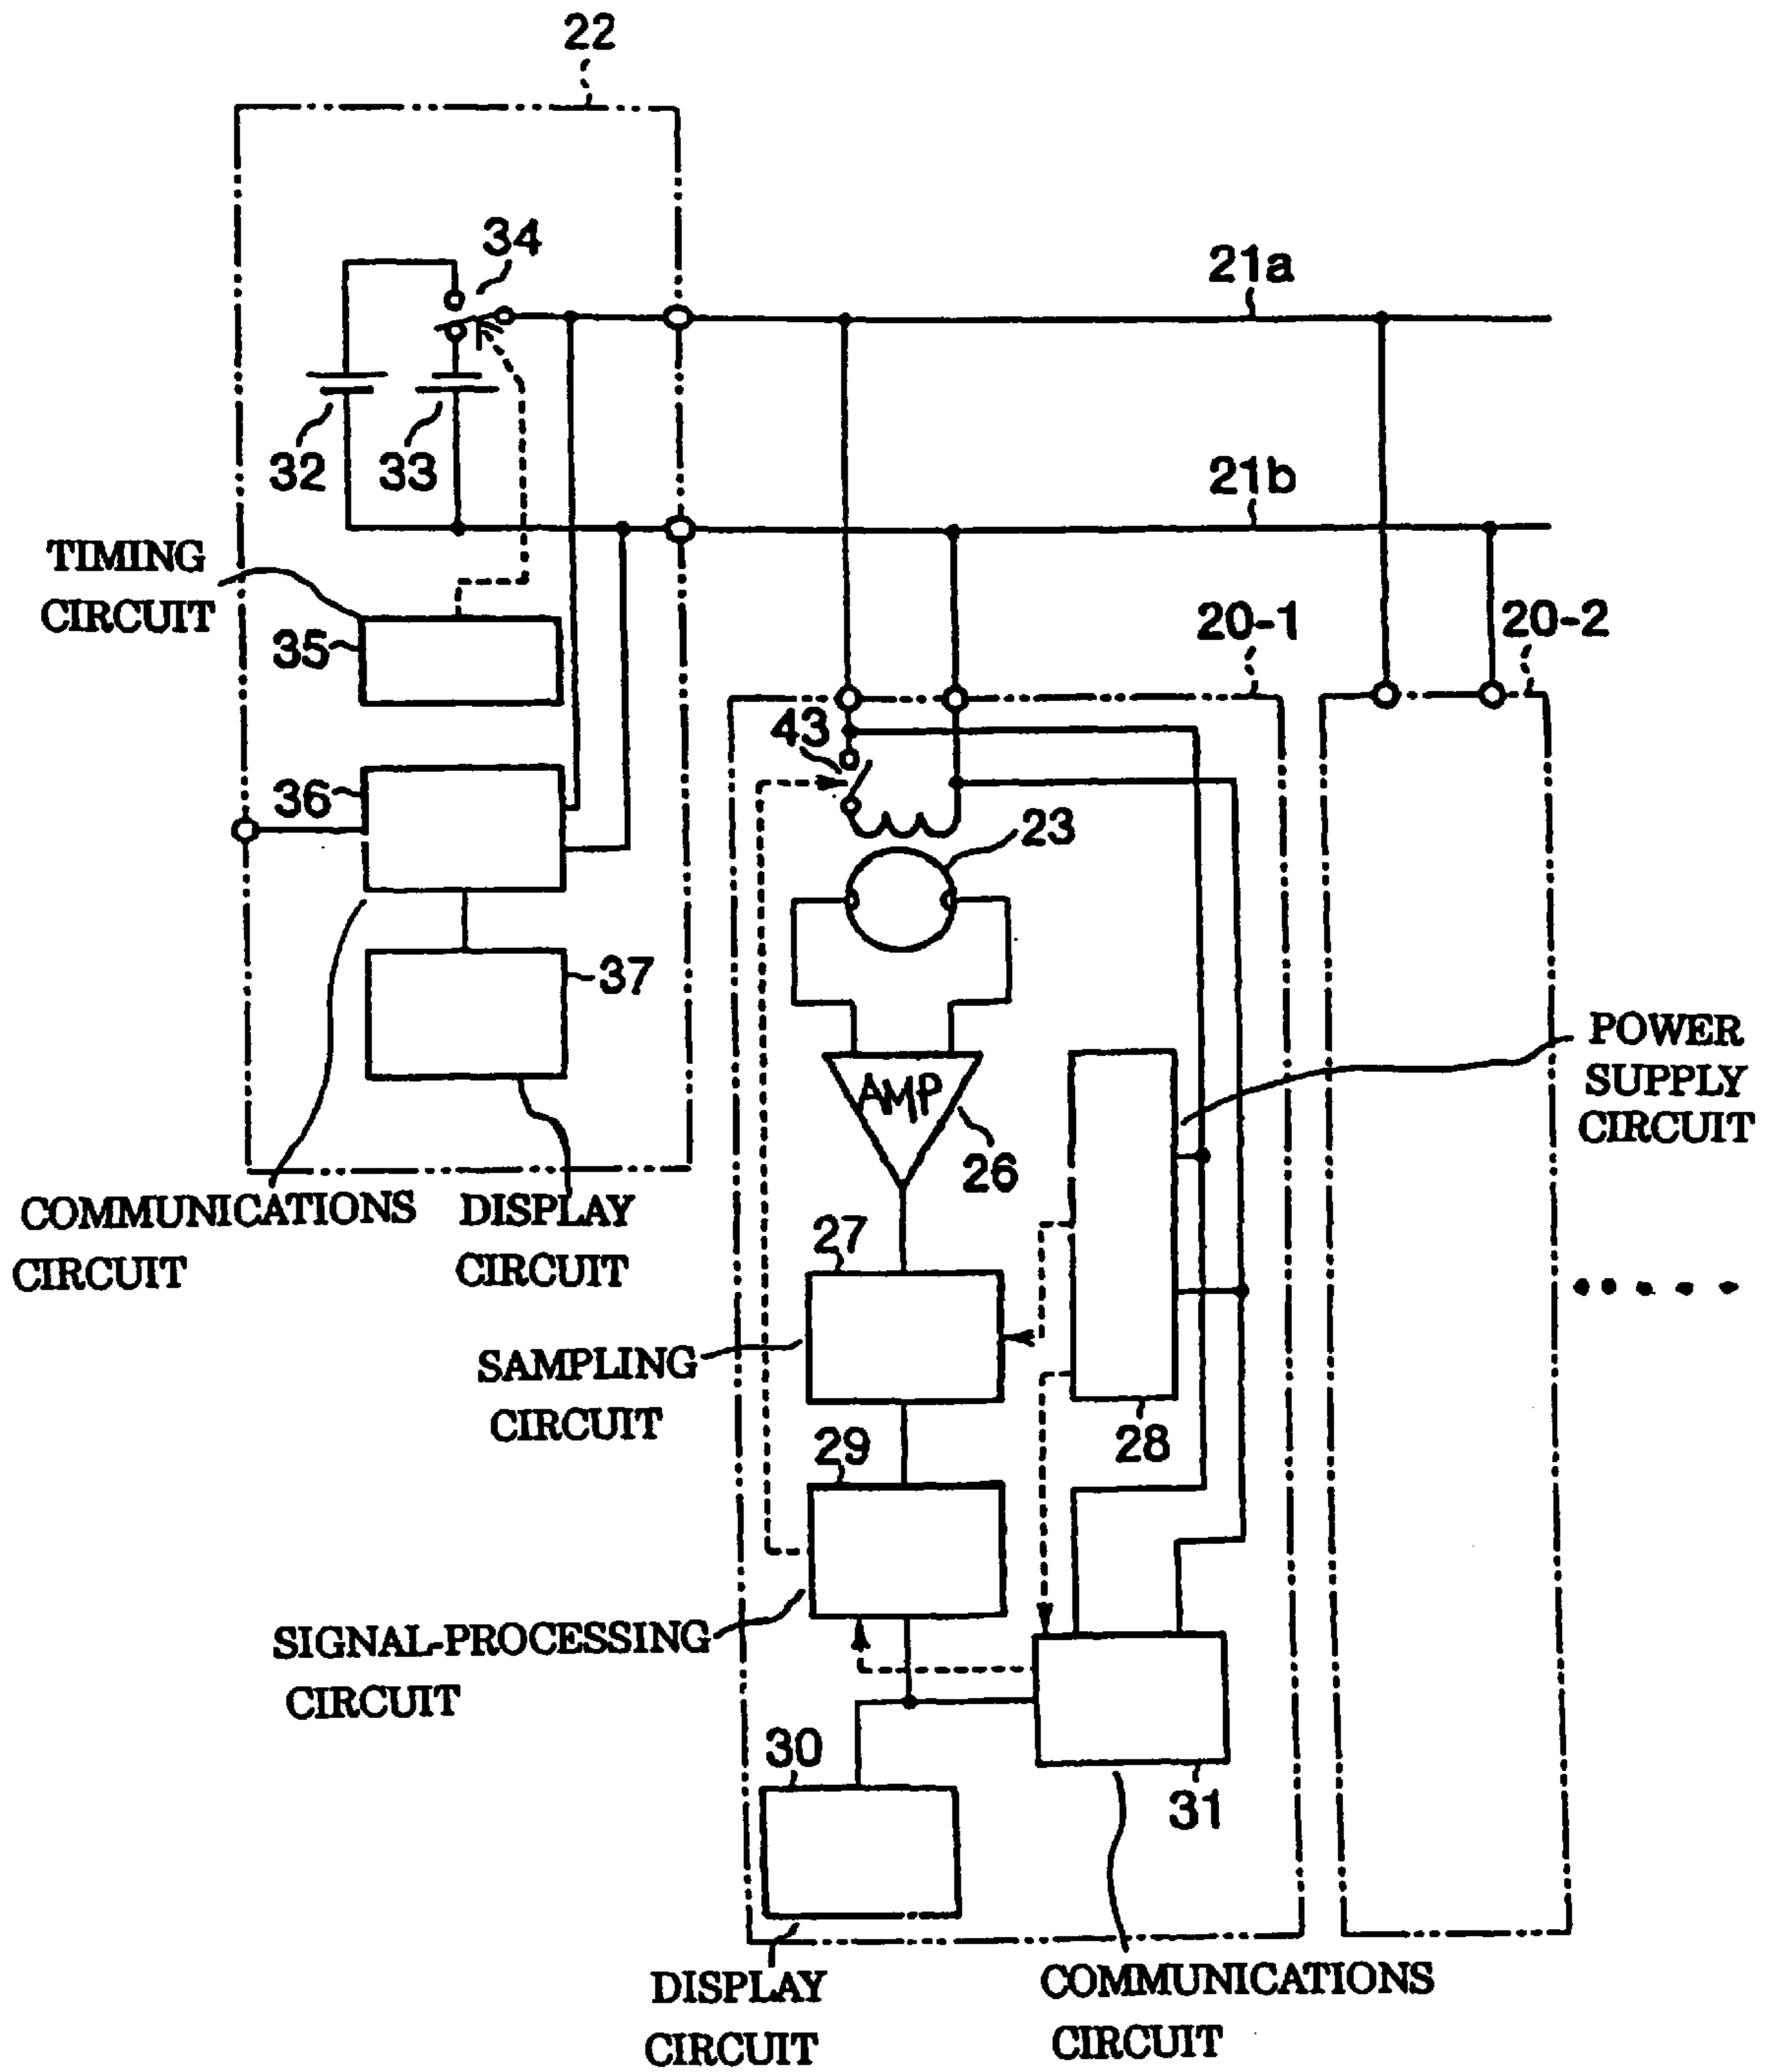 22
34
21a
32
33
21b
TIMING
CIRCUIT
35
20-1
20-2
43
36
23
37
POWER
SUPPLY
CIRCUIT
AMP
26
COMMUNICATIONS
CIRCUIT
DISPLAY
CIRCUIT
27
SAMPLING
CIRCUIT
28
29
SIGNAL-PROCESSING
CIRCUIT
30
31
DISPLAY
CIRCUIT
COMMUNICATIONS
CIRCUIT